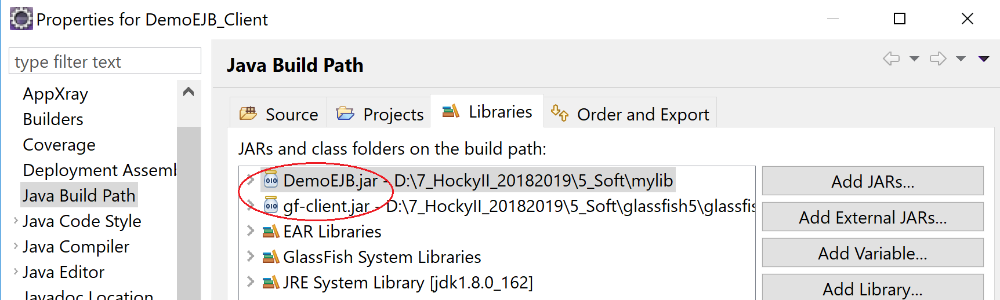 Properties for DemoEJB_Client
type filter text
AppXray
Builders
Coverage
Deployment Assemb
Java Build Path
Java Code Style
Java Compiler
Java Editor
Javadoc Location
Java Build Path
Source
Projects
Libraries
Order and Export
JARs and class folders on the build path:
DemoEJB.jar - D:\7_HockyII_20182019\5_Soft\mylib
gf-client.jar - D:\7_HockyII_20182019\5_Soft\glassfish5\glassfis
EAR Libraries
GlassFish System Libraries
JRE System Library [jdk1.8.0_162]
Add JARs...
Add External JARs...
Add Variable...
Add Library...